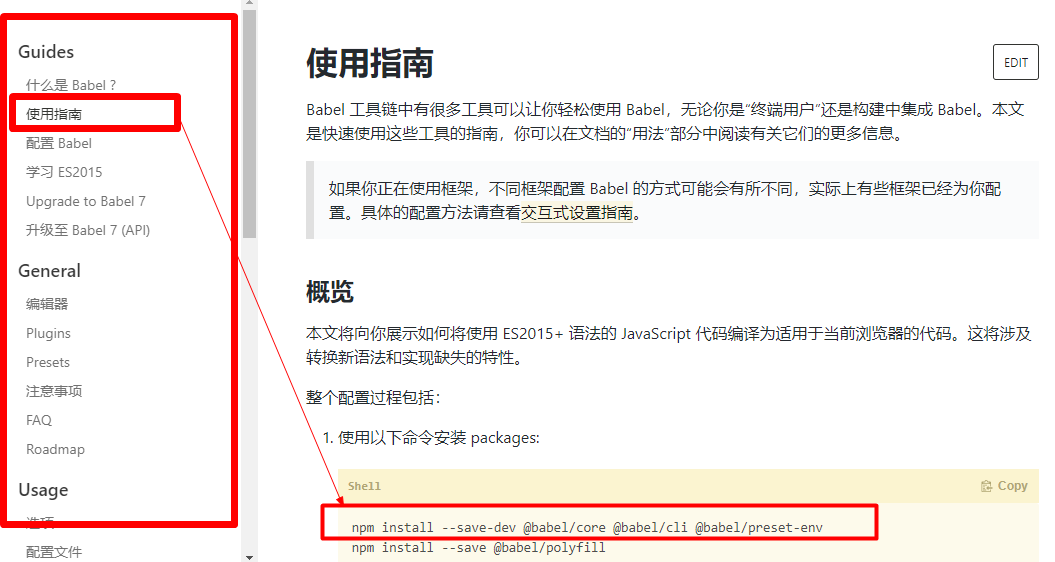 Guides
什么是 Babel ?
使用指南
配置 Babel
学习 ES2015
Upgrade to Babel 7
升级至 Babel 7 (API)
General
编辑器
Plugins
Presets
注意事项
FAQ
Roadmap
Usage
选项
配置文件
使用指南
EDIT
Babel 工具链中有很多工具可以让你轻松使用 Babel，无论你是“终端用户”还是构建中集成 Babel。本文
是快速使用这些工具的指南，你可以在文档的“用法”部分中阅读有关它们的更多信息。
如果你正在使用框架，不同框架配置 Babel 的方式可能会有所不同，实际上有些框架已经为你配
置。具体的配置方法请查看交互式设置指南。
概览
本文将向你展示如何将使用 ES2015+ 语法的 JavaScript 代码编译为适用于当前浏览器的代码。这将涉及
转换新语法和实现缺失的特性。
整个配置过程包括：
1. 使用以下命令安装 packages:
Shell
Copy
npm install --save-dev @babel/core @babel/cli @babel/preset-env
npm install --save @babel/polyfill